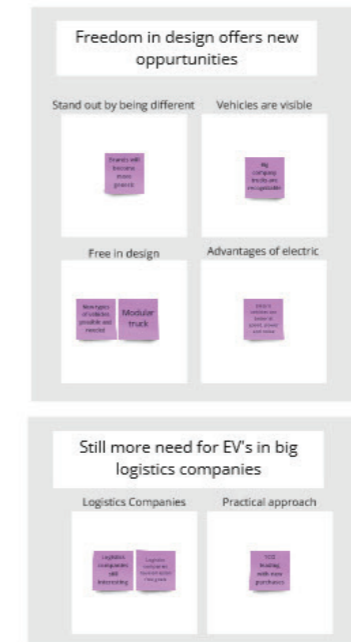 Freedom in design offers new
oppurtunities
Stand out by being different
Vehicles are visible
Brands will
become
more
generic
Big
company
trucks are
recognizable
Free in design
Advantages of electric
New types
of vehicles
possible and
needed
Modular
truck
Still more need for EV's in big
logistics companies
Logistics Companies
Practical approach
Logistics
companies
still
interesting
Logistics
companies
TCO
leading
with new
purchases